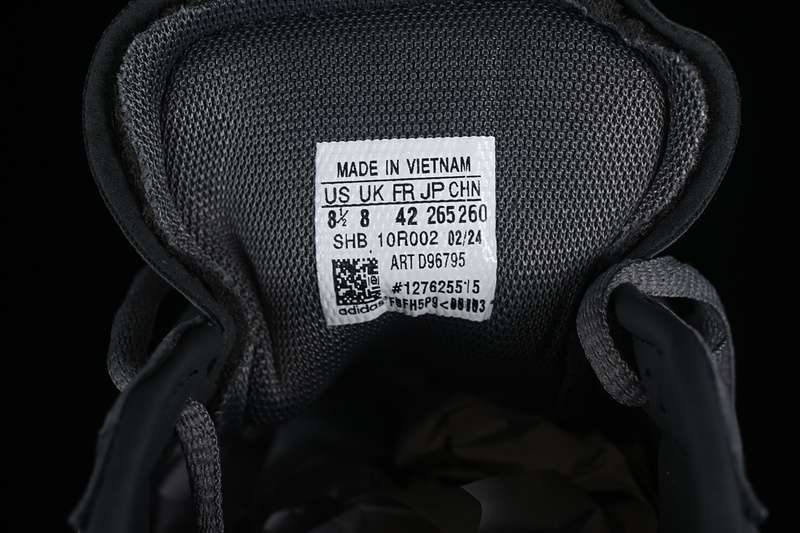 MADE IN VIETNAM
US UK FR JP CHN
8½ 8 42 265 260
SHB 10R002 02/24
ART D96795
#127625515
adidas